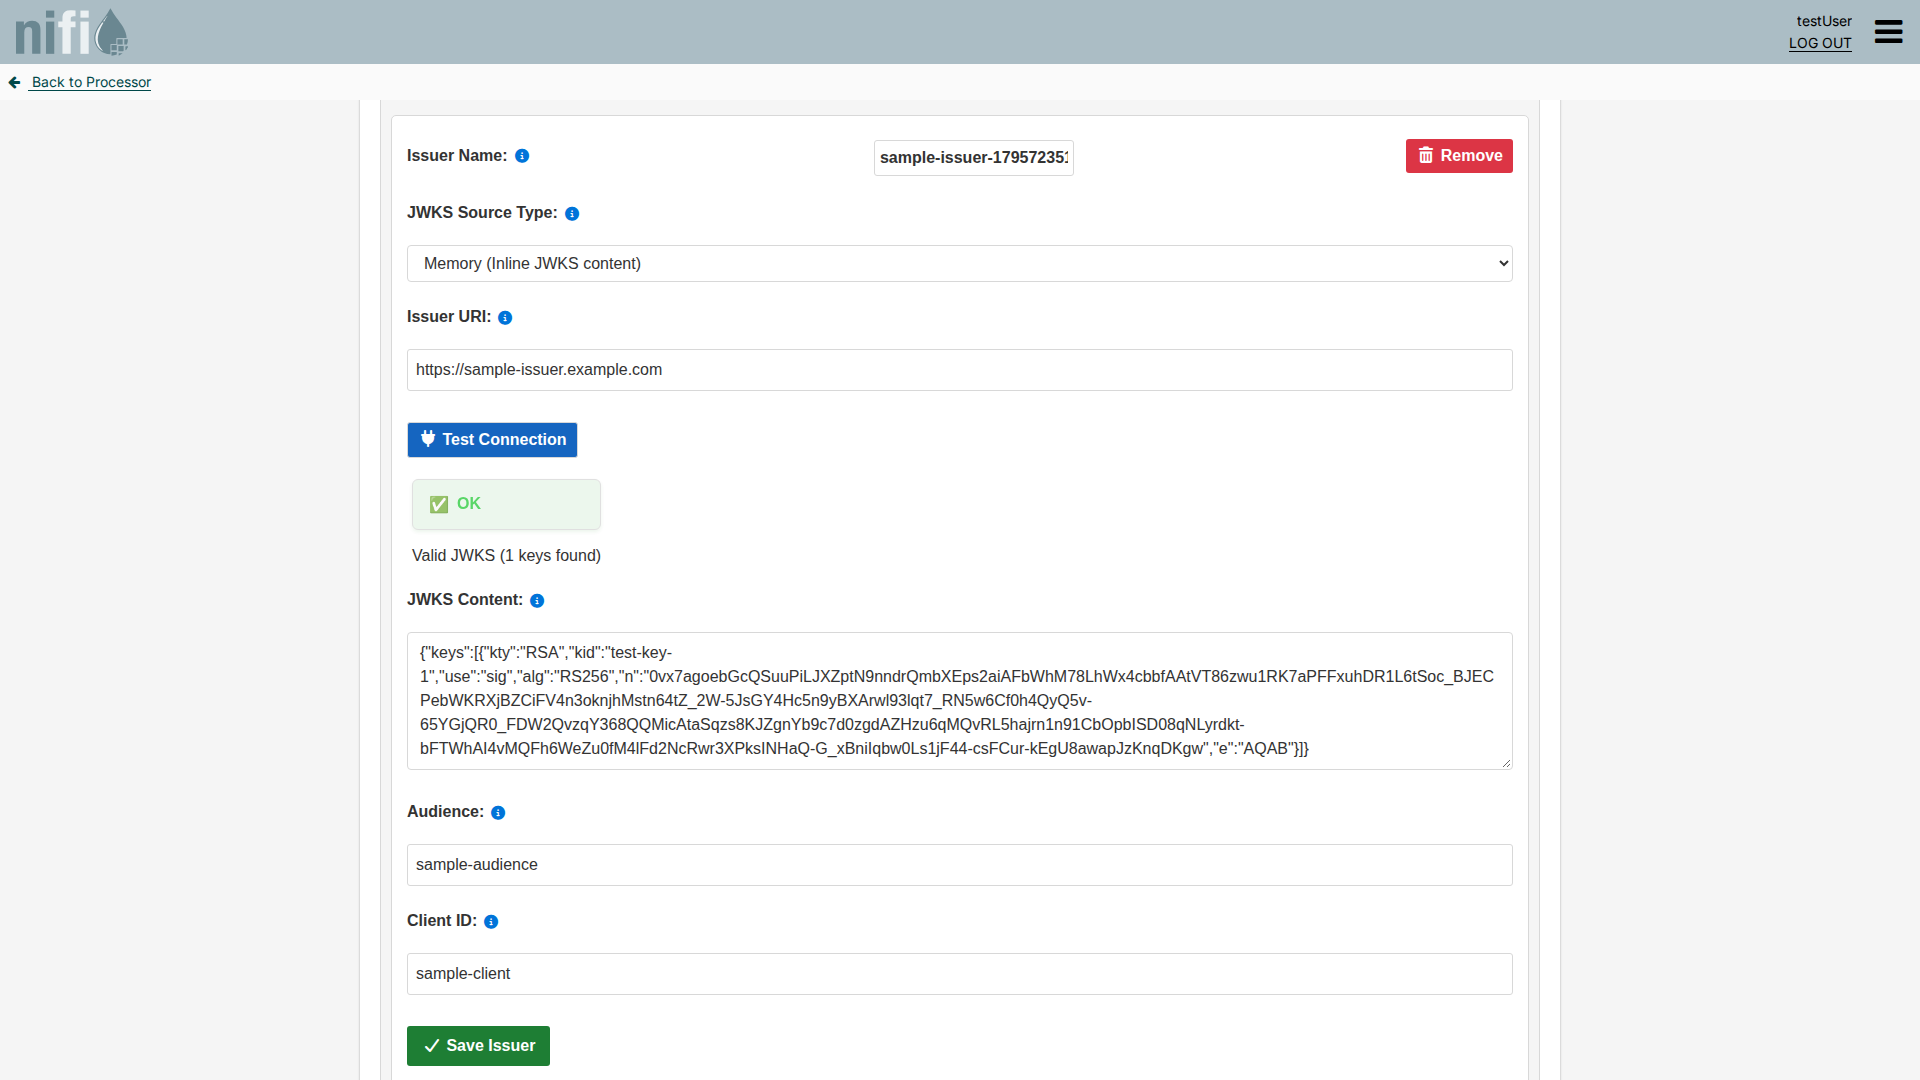 nifi
testUser
LOG OUT
Back to Processor
Issuer Name:
sample-issuer-179572351
Remove
JWKS Source Type:
Memory (Inline JWKS content)
Issuer URI:
https://sample-issuer.example.com
Test Connection
OK
Valid JWKS (1 keys found)
JWKS Content:
{"keys":[{"kty":"RSA","kid":"test-key-
1","use":"sig","alg":"RS256","n":"0vx7agoebGcQSuuPiLJXZptN9nndrQmbXEps2aiAFbWhM78LhWx4cbbfAAtVT86zwu1RK7aPFFxuhDR1L6tSoc_BJEC
PebWKRXjBZCiFV4n3oknjhMstn64tZ_2W-5JsGY4Hc5n9yBXArwl93lqt7_RN5w6Cf0h4QyQ5v-
65YGjQR0_FDW2QvzqY368QQMicAtaSqzs8KJZgnYb9c7d0zgdAZHzu6qMQvRL5hajrn1n91CbOpbISD08qNLyrdkt-
bFTWhAI4vMQFh6WeZu0fM4lFd2NcRwr3XPksINHaQ-G_xBniIqbw0Ls1jF44-csFCur-kEgU8awapJzKnqDKgw","e":"AQAB"}]}
Audience:
sample-audience
Client ID:
sample-client
Save Issuer